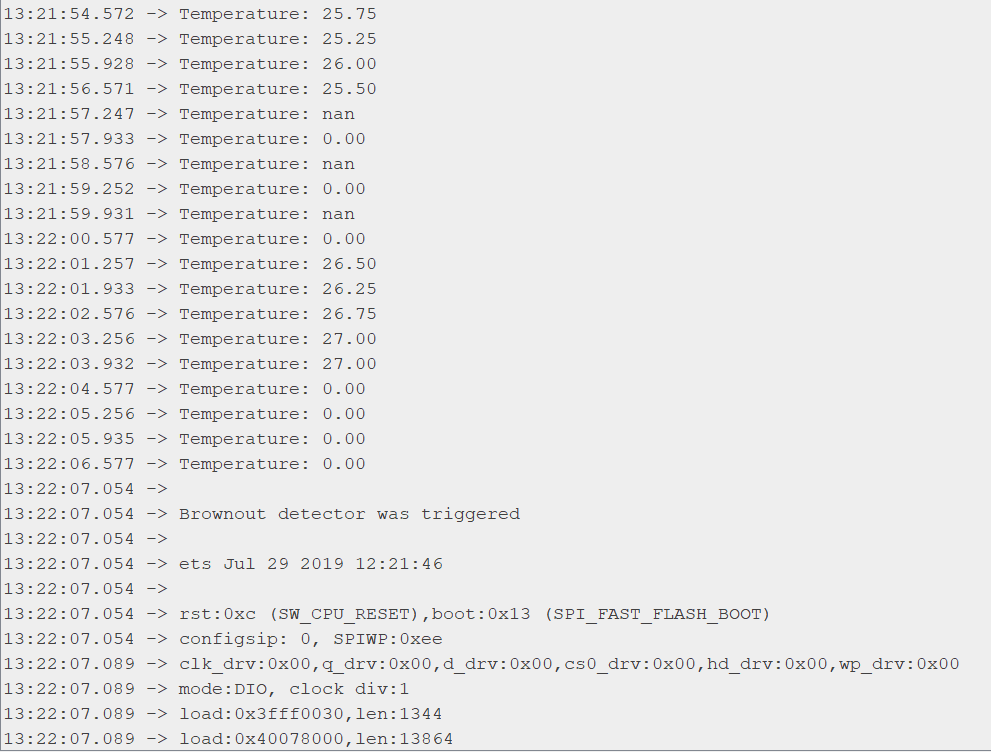 13:21:54.572 -> Temperature: 25.75
13:21:55.248 -> Temperature: 25.25
13:21:55.928 -> Temperature: 26.00
13:21:56.571 -> Temperature: 25.50
13:21:57.247 -> Temperature: nan
13:21:57.933 -> Temperature: 0.00
13:21:58.576 -> Temperature: nan
13:21:59.252 -> Temperature: 0.00
13:21:59.931 -> Temperature: nan
13:22:00.577 -> Temperature: 0.00
13:22:01.257 -> Temperature: 26.50
13:22:01.933 -> Temperature: 26.25
13:22:02.576 -> Temperature: 26.75
13:22:03.256 -> Temperature: 27.00
13:22:03.932 -> Temperature: 27.00
13:22:04.577 -> Temperature: 0.00
13:22:05.256 -> Temperature: 0.00
13:22:05.935 -> Temperature: 0.00
13:22:06.577 -> Temperature: 0.00
13:22:07.054 ->
13:22:07.054 -> Brownout detector was triggered
13:22:07.054 ->
13:22:07.054 -> ets Jul 29 2019 12:21:46
13:22:07.054 ->
13:22:07.054 -> rst:0xc (SW_CPU_RESET),boot:0x13 (SPI_FAST_FLASH_BOOT)
13:22:07.054 -> configsip: 0, SPIWP:0xee
13:22:07.089 -> clk_drv:0x00,q_drv:0x00,d_drv:0x00,cs0_drv:0x00,hd_drv:0x00,wp_drv:0x00
13:22:07.089 -> mode:DIO, clock div:1
13:22:07.089 -> load:0x3fff0030,len:1344
13:22:07.089 -> load:0x40078000,len:13864